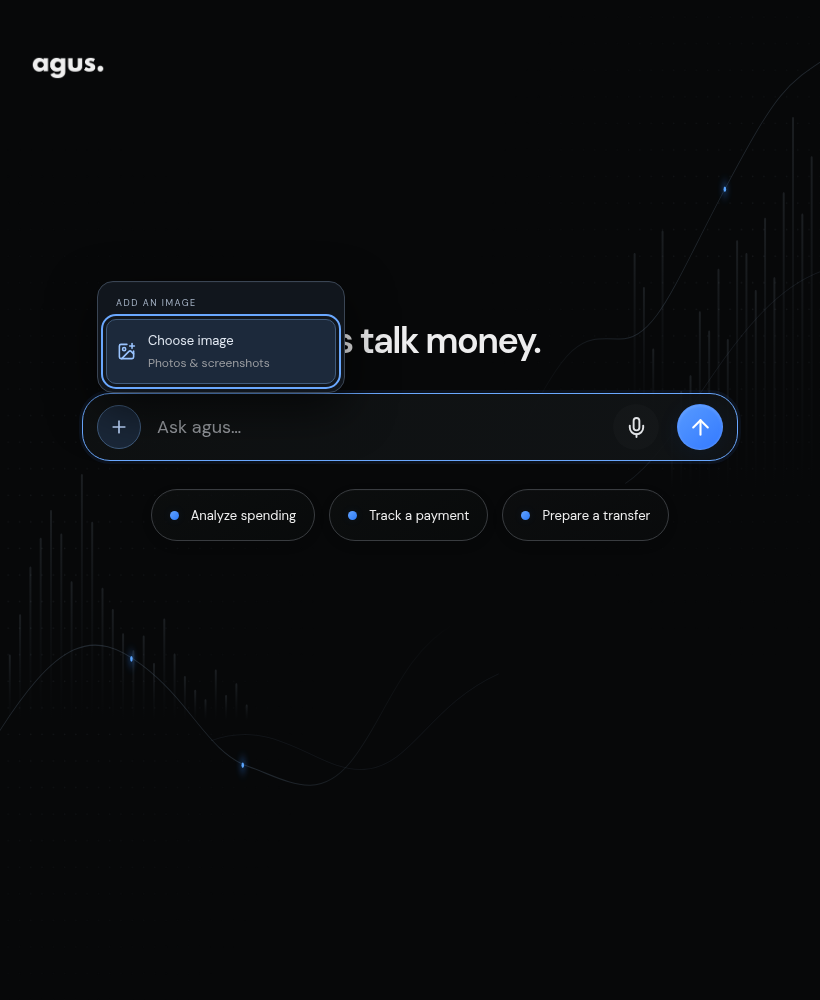 agus.
ADD AN IMAGE
Choose image
Photos & screenshots
talk money.
Ask agus...
Analyze spending
Track a payment
Prepare a transfer